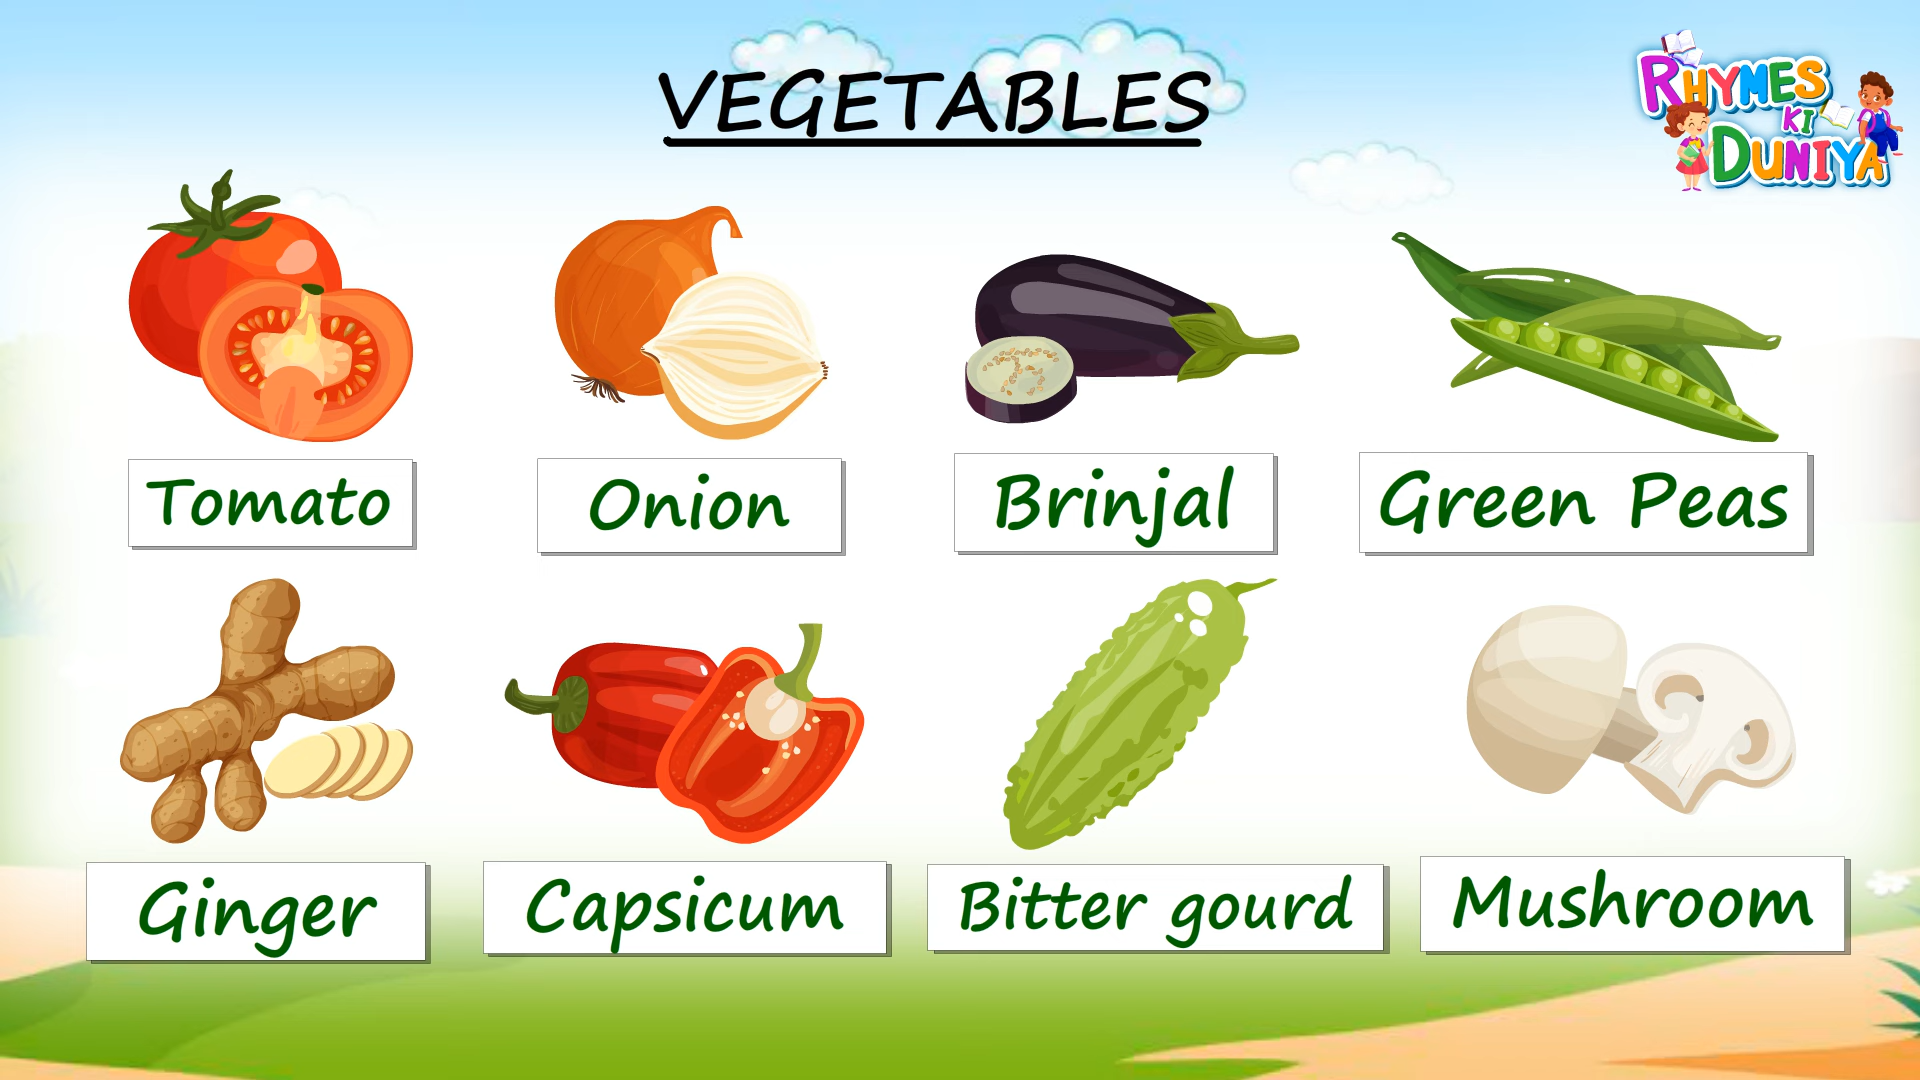 VEGETABLES
RHYMES
KI
DUNIYA
Tomato
Onion
Brinjal
Green Peas
Ginger
Capsicum
Bitter gourd
Mushroom